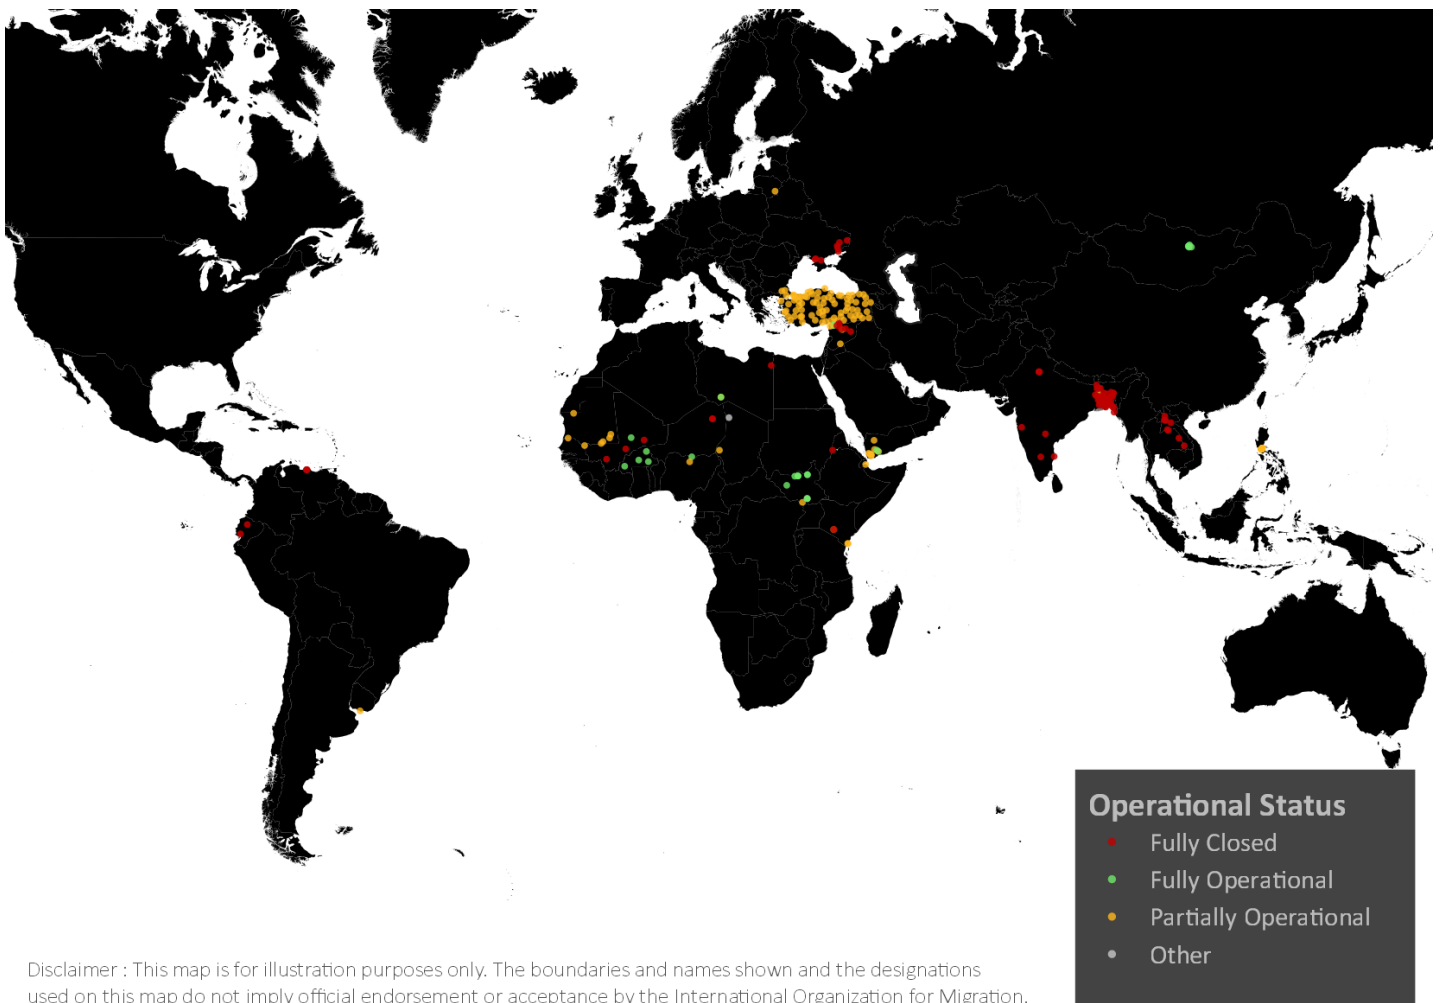 Operational Status
Fully Closed
Fully Operational
Partially Operational
Other
Disclaimer : This map is for illustration purposes only. The boundaries and names shown and the designations
used on this map do not imply official endorsement or acceptance by the International Organization for Migration.